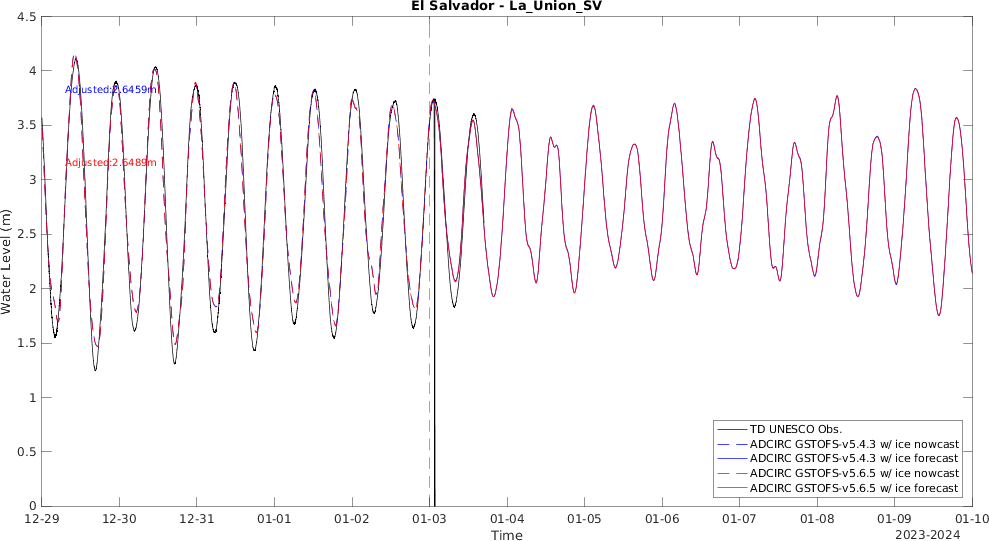 El Salvador - La_Union_SV
Water Level (m)
4.5
4
3.5
3
2.5
2
1.5
1
0.5
0
Adjusted:2.6459m
Adjusted:2.6489m
TD UNESCO Obs.
ADCIRC GSTOFS-v5.4.3 w/ ice nowcast
ADCIRC GSTOFS-v5.4.3 w/ ice forecast
ADCIRC GSTOFS-v5.6.5 w/ ice nowcast
ADCIRC GSTOFS-v5.6.5 w/ ice forecast
12-29 12-30 12-31 01-01 01-02 01-03 01-04 01-05 01-06 01-07 01-08 01-09 01-10
Time
2023-2024